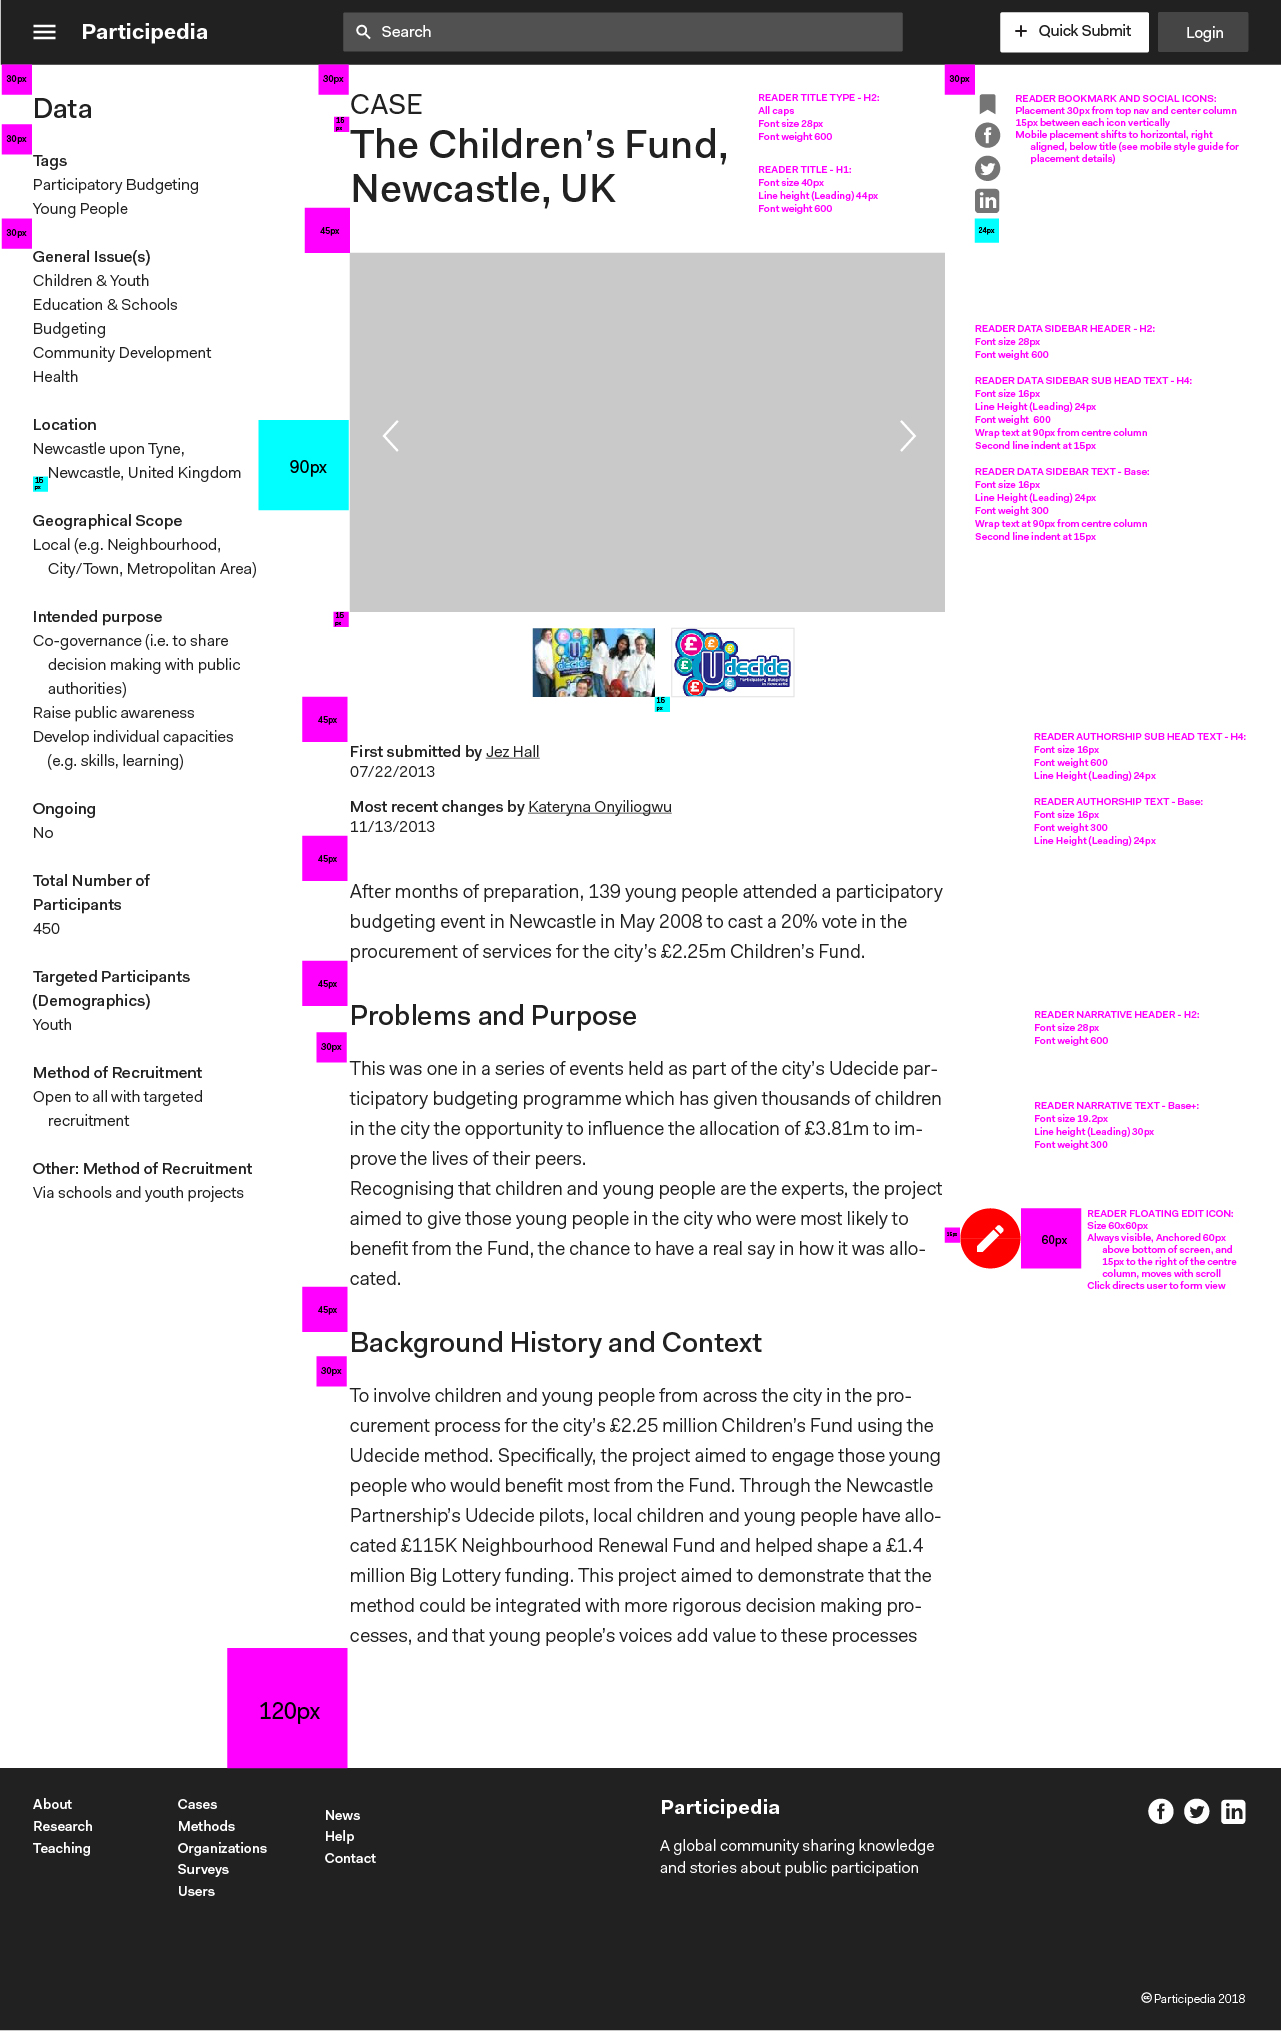 Participedia
Search
+ Quick Submit
Login
30px
30px
30px
Data
30px
Tags
Participatory Budgeting
Young People
30px
General Issue(s)
Children & Youth
Education & Schools
Budgeting
Community Development
Health
Location
Newcastle upon Tyne,
Newcastle, United Kingdom
15
px
90px
Geographical Scope
Local (e.g. Neighbourhood,
City/Town, Metropolitan Area)
Intended purpose
Co-governance (i.e. to share
decision making with public
authorities)
Raise public awareness
Develop individual capacities
(e.g. skills, learning)
Ongoing
No
Total Number of
Participants
450
Targeted Participants
(Demographics)
Youth
Method of Recruitment
Open to all with targeted
recruitment
Other: Method of Recruitment
Via schools and youth projects
CASE
15
px
The Children's Fund,
Newcastle, UK
45px
READER TITLE TYPE - H2:
All caps
Font size 28px
Font weight 600
READER TITLE - H1:
Font size 40px
Line height (Leading) 44px
Font weight 600
READER BOOKMARK AND SOCIAL ICONS:
Placement 30px from top nav and center column
15px between each icon vertically
Mobile placement shifts to horizontal, right
aligned, below title (see mobile style guide for
placement details)
24px
READER DATA SIDEBAR HEADER - H2:
Font size 28px
Font weight 600
READER DATA SIDEBAR SUB HEAD TEXT - H4:
Font size 16px
Line Height (Leading) 24px
Font weight 600
Wrap text at 90px from centre column
Second line indent at 15px
READER DATA SIDEBAR TEXT - Base:
Font size 16px
Line Height (Leading) 24px
Font weight 300
Wrap text at 90px from centre column
Second line indent at 15px
15
px
Udecide
Participatory Budgeting
in Newcastle
15
px
45px
First submitted by Jez Hall
07/22/2013
Most recent changes by Kateryna Onyiliogwu
11/13/2013
READER AUTHORSHIP SUB HEAD TEXT - H4:
Font size 16px
Font weight 600
Line Height (Leading) 24px
READER AUTHORSHIP TEXT - Base:
Font size 16px
Font weight 300
Line Height (Leading) 24px
45px
After months of preparation, 139 young people attended a participatory
budgeting event in Newcastle in May 2008 to cast a 20% vote in the
procurement of services for the city's £2.25m Children's Fund.
45px
Problems and Purpose
READER NARRATIVE HEADER - H2:
Font size 28px
Font weight 600
30px
This was one in a series of events held as part of the city's Udecide par-
ticipatory budgeting programme which has given thousands of children
in the city the opportunity to influence the allocation of £3.81m to im-
prove the lives of their peers.
Recognising that children and young people are the experts, the project
aimed to give those young people in the city who were most likely to
benefit from the Fund, the chance to have a real say in how it was allo-
cated.
READER NARRATIVE TEXT - Base+:
Font size 19.2px
Line height (Leading) 30px
Font weight 300
15px
60px
READER FLOATING EDIT ICON:
Size 60x60px
Always visible, Anchored 60px
above bottom of screen, and
15px to the right of the centre
column, moves with scroll
Click directs user to form view
45px
Background History and Context
30px
To involve children and young people from across the city in the pro-
curement process for the city's £2.25 million Children's Fund using the
Udecide method. Specifically, the project aimed to engage those young
people who would benefit most from the Fund. Through the Newcastle
Partnership's Udecide pilots, local children and young people have allo-
cated £115K Neighbourhood Renewal Fund and helped shape a £1.4
million Big Lottery funding. This project aimed to demonstrate that the
method could be integrated with more rigorous decision making pro-
cesses, and that young people's voices add value to these processes
120px
About
Research
Teaching
Cases
Methods
Organizations
Surveys
Users
News
Help
Contact
Participedia
A global community sharing knowledge
and stories about public participation
Participedia 2018